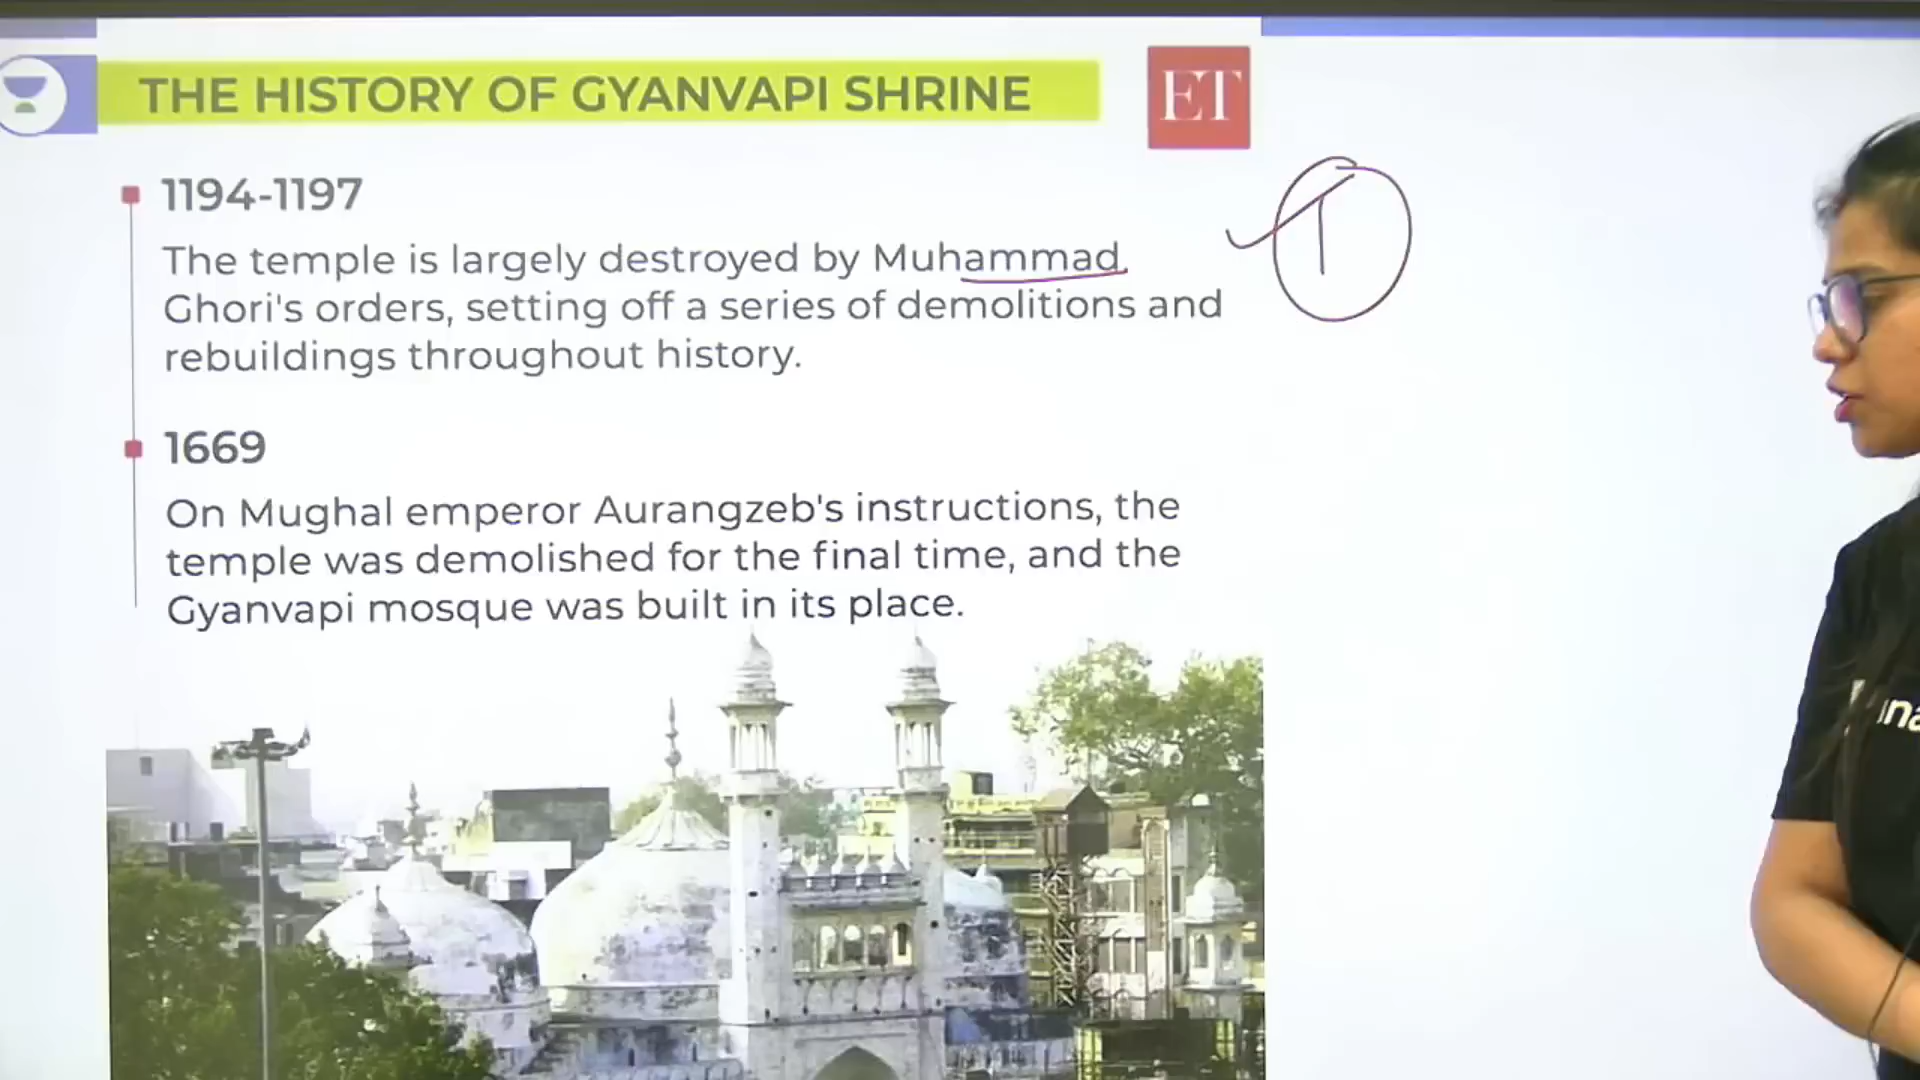 THE HISTORY OF GYANVAPI SHRINE
ET
1194-1197
The temple is largely destroyed by Muhammad
Ghori's orders, setting off a series of demolitions and
rebuildings throughout history.
T
1669
On Mughal emperor Aurangzeb's instructions, the
temple was demolished for the final time, and the
Gyanvapi mosque was built in its place.